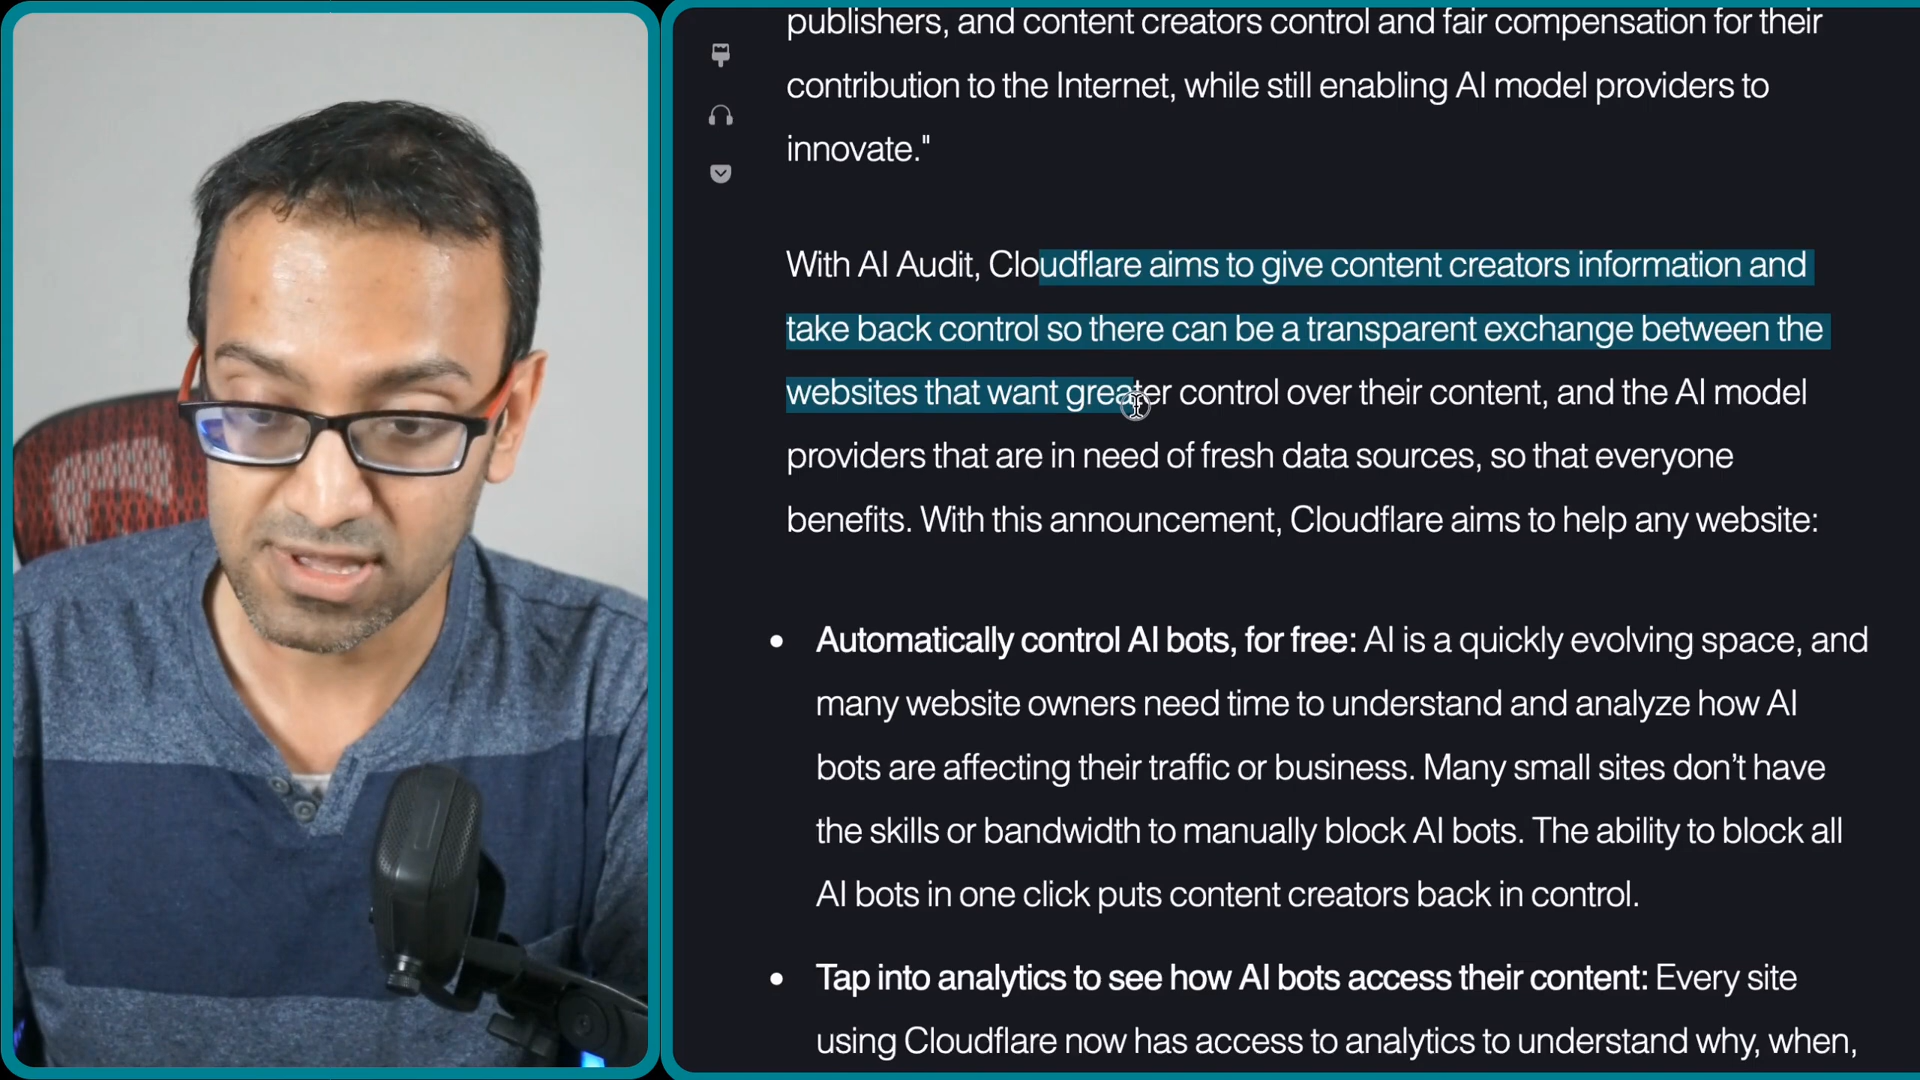 publishers, and content creators control and fair compensation for their
contribution to the Internet, while still enabling AI model providers to
innovate."
With AI Audit, Cloudflare aims to give content creators information and
take back control so there can be a transparent exchange between the
websites that want greater control over their content, and the AI model
providers that are in need of fresh data sources, so that everyone
benefits. With this announcement, Cloudflare aims to help any website:
• Automatically control AI bots, for free: AI is a quickly evolving space, and
many website owners need time to understand and analyze how AI
bots are affecting their traffic or business. Many small sites don’t have
the skills or bandwidth to manually block AI bots. The ability to block all
AI bots in one click puts content creators back in control.
• Tap into analytics to see how AI bots access their content: Every site
using Cloudflare now has access to analytics to understand why, when,